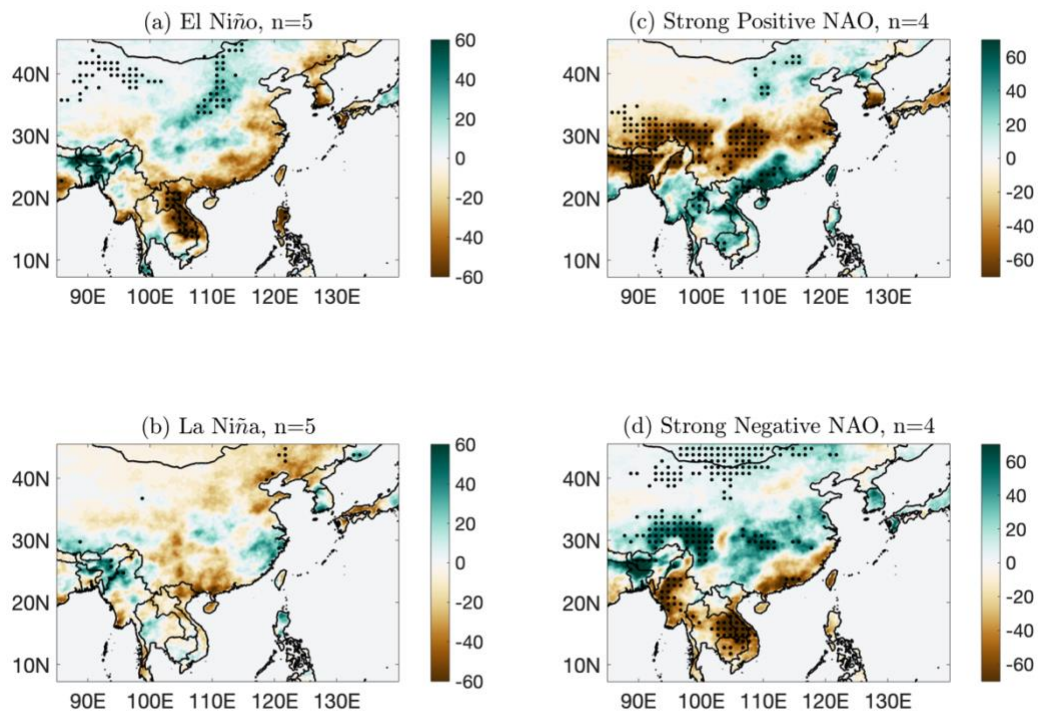 (a) El Niño, n=5
60
40
20
0
-20
-40
-60
40N
30N
20N
10N
90E 100E 110E 120E 130E
(c) Strong Positive NAO, n=4
60
40
20
0
-20
-40
-60
40N
30N
20N
10N
90E 100E 110E 120E 130E
(b) La Niña, n=5
60
40
20
0
-20
-40
-60
40N
30N
20N
10N
90E 100E 110E 120E 130E
(d) Strong Negative NAO, n=4
60
40
20
0
-20
-40
-60
40N
30N
20N
10N
90E 100E 110E 120E 130E